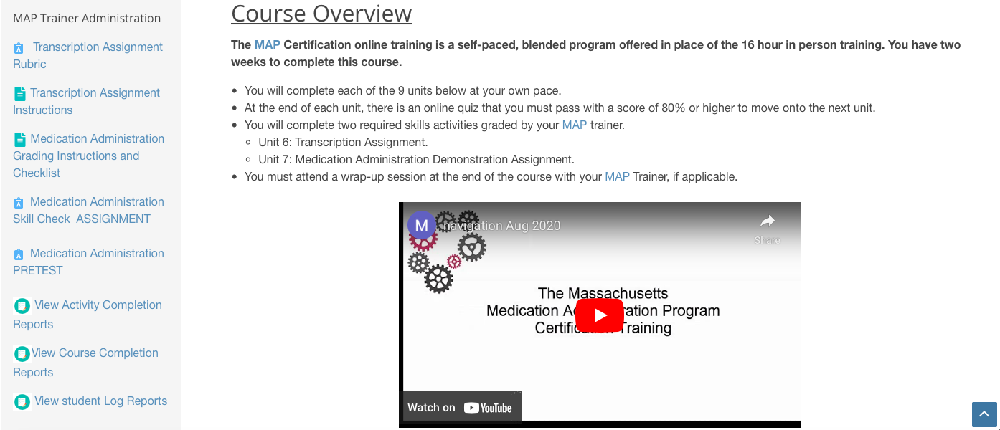 MAP Trainer Administration
Transcription Assignment
Rubric
Transcription Assignment
Instructions
Medication Administration
Grading Instructions and
Checklist
Medication Administration
Skill Check ASSIGNMENT
Medication Administration
PRETEST
View Activity Completion
Reports
View Course Completion
Reports
View student Log Reports
Course Overview
The MAP Certification online training is a self-paced, blended program offered in place of the 16 hour in person training. You have two
weeks to complete this course.
You will complete each of the 9 units below at your own pace.
At the end of each unit, there is an online quiz that you must pass with a score of 80% or higher to move onto the next unit.
You will complete two required skills activities graded by your MAP trainer.
Unit 6: Transcription Assignment.
Unit 7: Medication Administration Demonstration Assignment.
You must attend a wrap-up session at the end of the course with your MAP Trainer, if applicable.
M navigation Aug 2020
Share
The Massachusetts
Medication Administration Program
Certification Training
Watch on YouTube